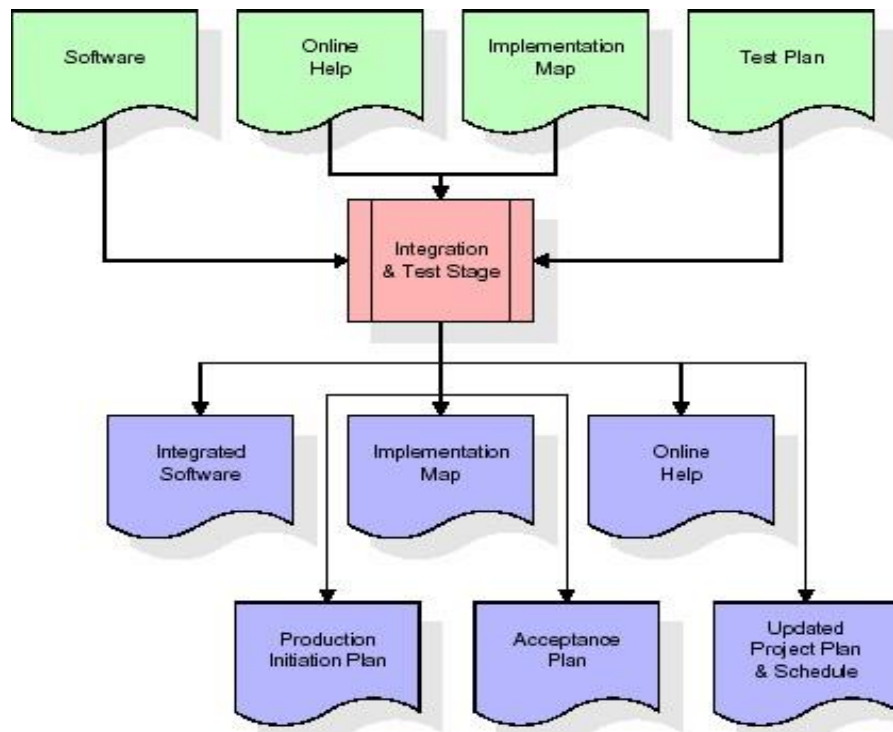 Software
Online
Help
Implementation
Map
Test Plan
Integration
& Test Stage
Integrated
Software
Implementation
Map
Online
Help
Production
Initiation Plan
Acceptance
Plan
Updated
Project Plan
& Schedule